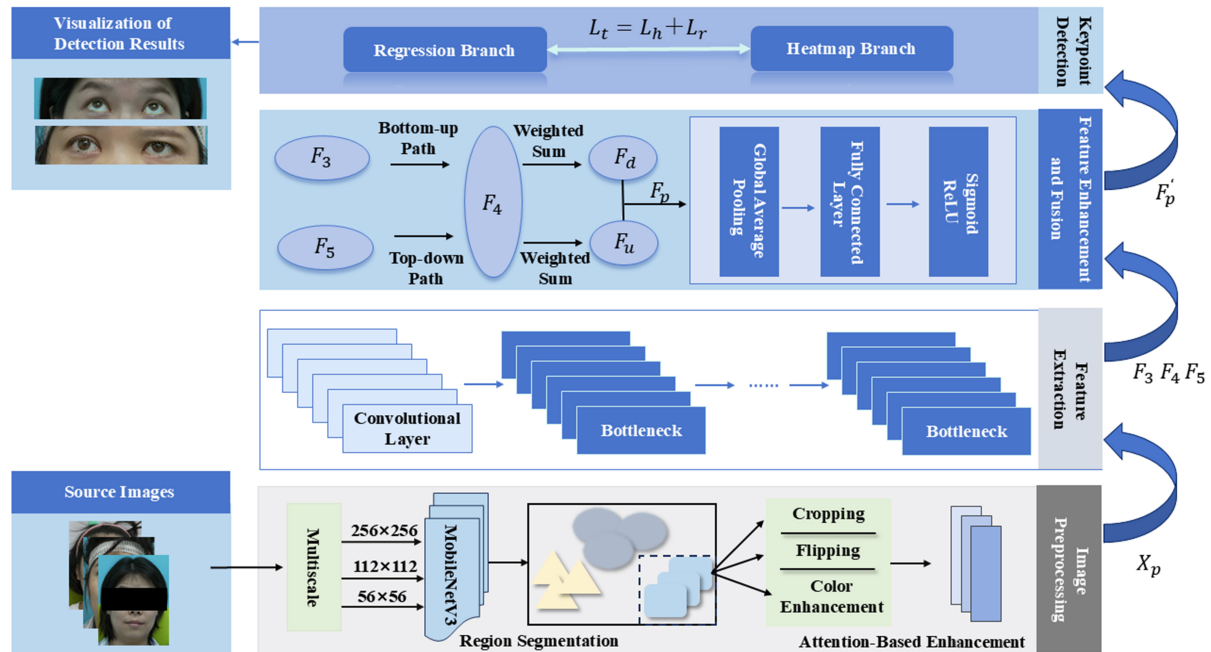 Visualization of
Detection Results
Regression Branch
L_t = L_h + L_r
Heatmap Branch
Keypoint
Detection
F_3
Bottom-up
Path
F_4
Weighted
Sum
F_d
F_p
F_5
Top-down
Path
Weighted
Sum
F_u
Global Average
Pooling
Fully Connected
Layer
Sigmoid
ReLU
Feature Enhancement
and Fusion
F_p'
Convolutional
Layer
Bottleneck
......
Bottleneck
Feature
Extraction
F_3 F_4 F_5
Source Images
Multiscale
256×256
112×112
56×56
MobileNetV3
Region Segmentation
Cropping
Flipping
Color
Enhancement
Attention-Based Enhancement
Image
Preprocessing
X_p